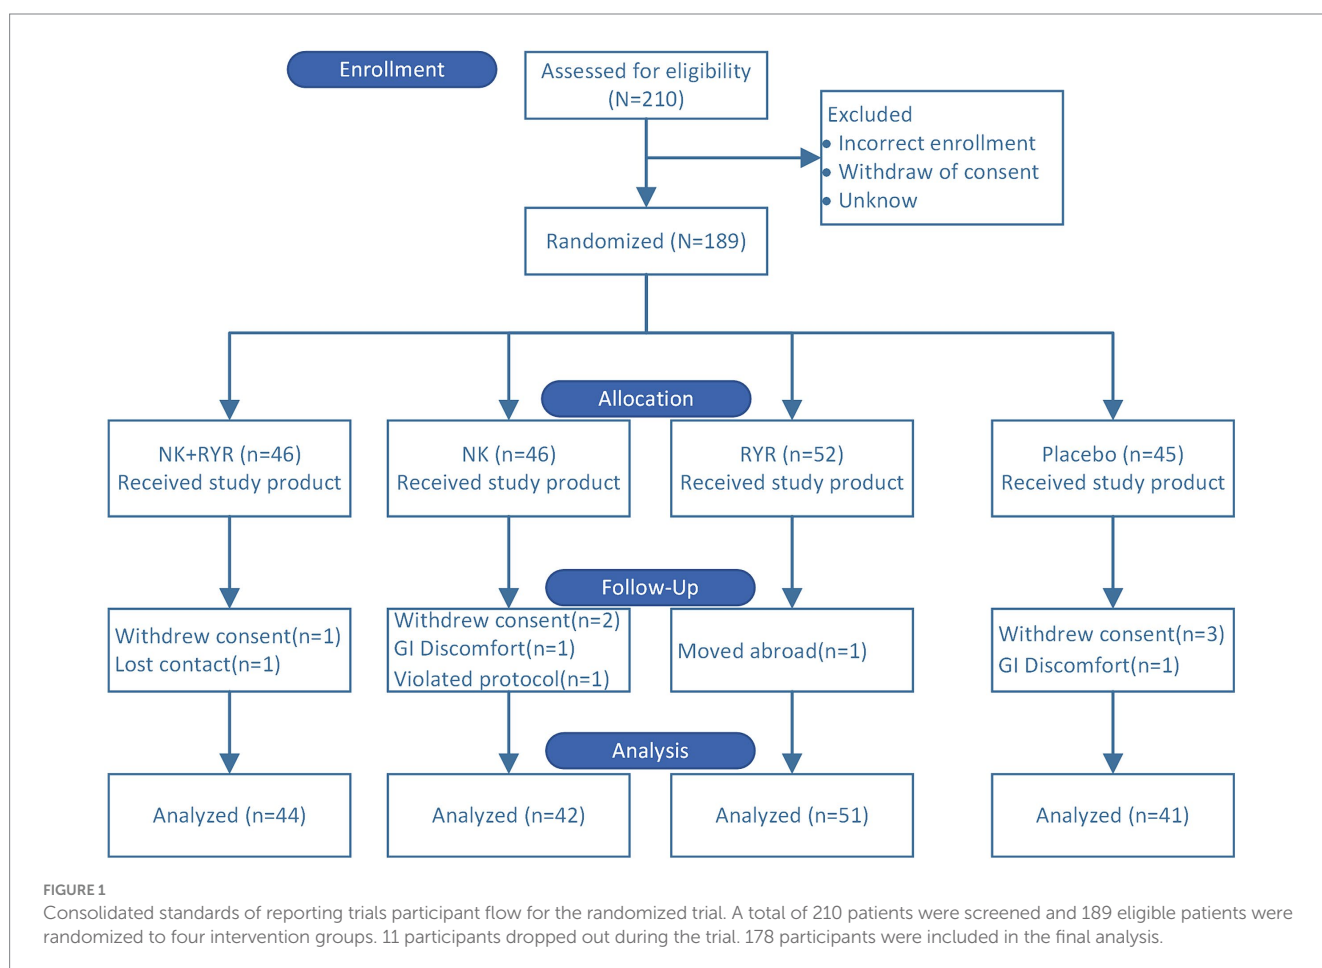 Enrollment
Assessed for eligibility
(N=210)
Excluded
• Incorrect enrollment
• Withdraw of consent
• Unknow
Randomized (N=189)
Allocation
NK+RYR (n=46)
Received study product
NK (n=46)
Received study product
RYR (n=52)
Received study product
Placebo (n=45)
Received study product
Follow-Up
Withdrew consent(n=1)
Lost contact(n=1)
Withdrew consent(n=2)
GI Discomfort(n=1)
Violated protocol(n=1)
Moved abroad(n=1)
Withdrew consent(n=3)
GI Discomfort(n=1)
Analysis
Analyzed (n=44)
Analyzed (n=42)
Analyzed (n=51)
Analyzed (n=41)
FIGURE 1
Consolidated standards of reporting trials participant flow for the randomized trial. A total of 210 patients were screened and 189 eligible patients were
randomized to four intervention groups. 11 participants dropped out during the trial. 178 participants were included in the final analysis.